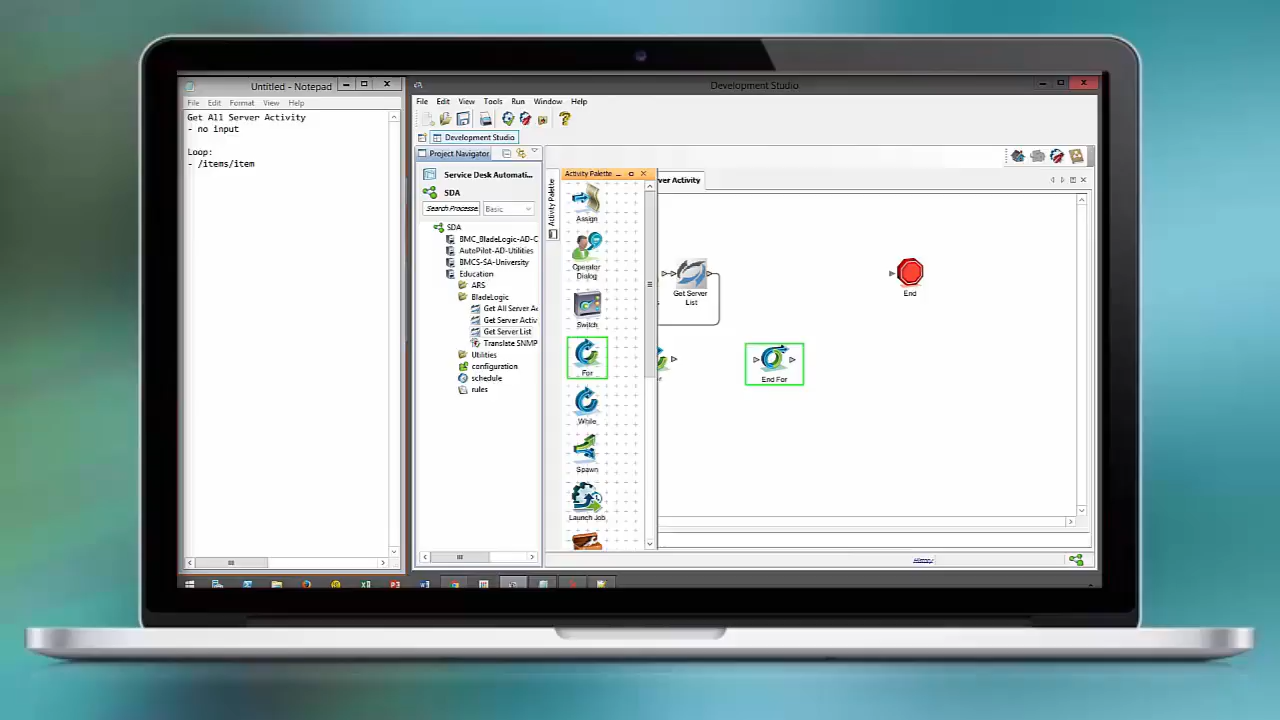 Untitled - Notepad
File Edit Format View Help
Get All Server Activity
- no input
Loop:
- /items/item
Development Studio
File Edit View Tools Run Window Help
Development Studio
Project Navigator
Service Desk Automati...
SDA
Search Processe
Basic
SDA
BMC_BladeLogic-AD-C
AutoPilot-AD-Utilities
BMCS-SA-University
Education
ARS
BladeLogic
Get All Server Ac
Get Server Activ
Get Server List
Translate SNMP
Utilities
configuration
schedule
rules
Activity Palette
Activity Palette
Assign
Operator
Dialog
Switch
For
While
Spawn
Launch Job
ver Activity
Get Server
List
End
End For
History